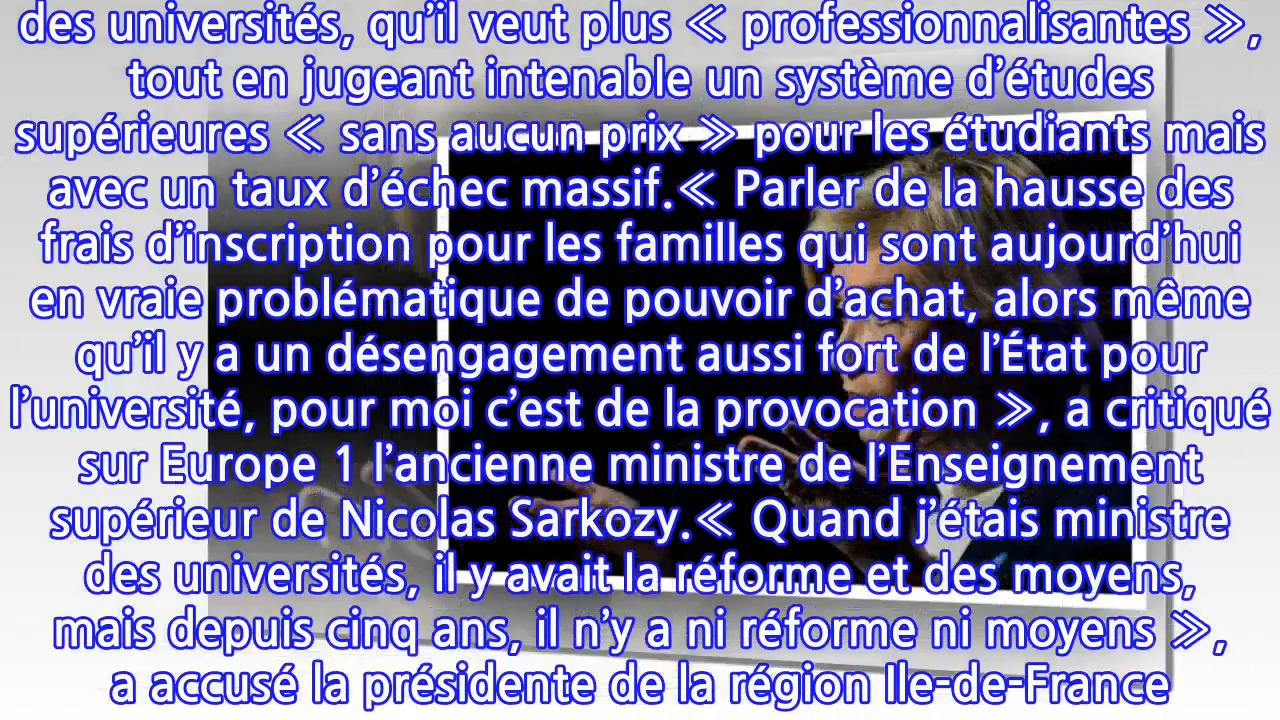 des universités, qu’il veut plus ≪ professionnalisantes ≫,
tout en jugeant intenable un système d’études
supérieures ≪ sans aucun prix ≫ pour les étudiants mais
avec un taux d’échec massif.≪ Parler de la hausse des
frais d’inscription pour les familles qui sont aujourd’hui
en vraie problématique de pouvoir d’achat, alors même
qu’il y a un désengagement aussi fort de l’État pour
l’université, pour moi c’est de la provocation ≫, a critiqué
sur Europe 1 l’ancienne ministre de l’Enseignement
supérieur de Nicolas Sarkozy.≪ Quand j’étais ministre
des universités, il y avait la réforme et des moyens,
mais depuis cinq ans, il n’y a ni réforme ni moyens ≫,
a accusé la présidente de la région Ile-de-France